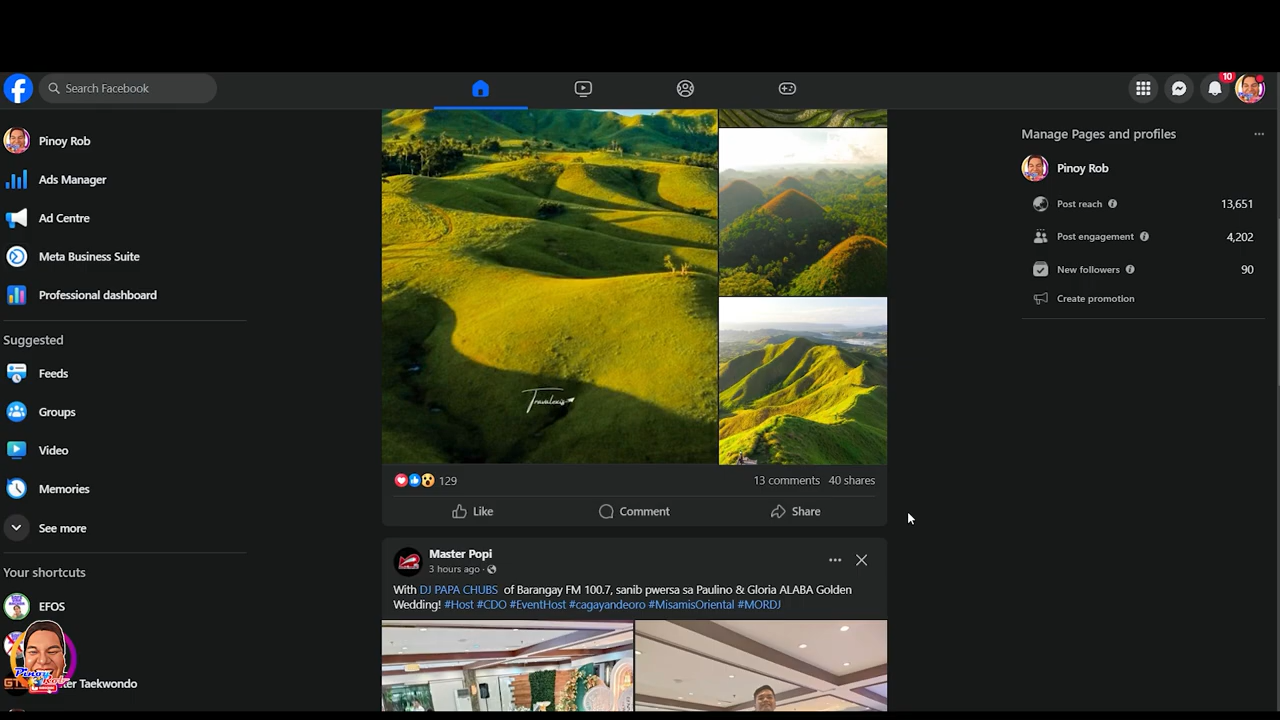 Search Facebook
10
Pinoy Rob
Ads Manager
Ad Centre
Meta Business Suite
Professional dashboard
Suggested
Feeds
Groups
Video
Memories
See more
Your shortcuts
EFOS
Pinoy
Taekwondo
Travalexis
129
13 comments 40 shares
Like Comment Share
Master Popi
3 hours ago ·
With DJ PAPA CHUBS of Barangay FM 100.7, sanib pwersa sa Paulino & Gloria ALABA Golden
Wedding! #Host #CDO #EventHost #cagayandeoro #MisamisOriental #MORDJ
Manage Pages and profiles
Pinoy Rob
Post reach 13,651
Post engagement 4,202
New followers 90
Create promotion